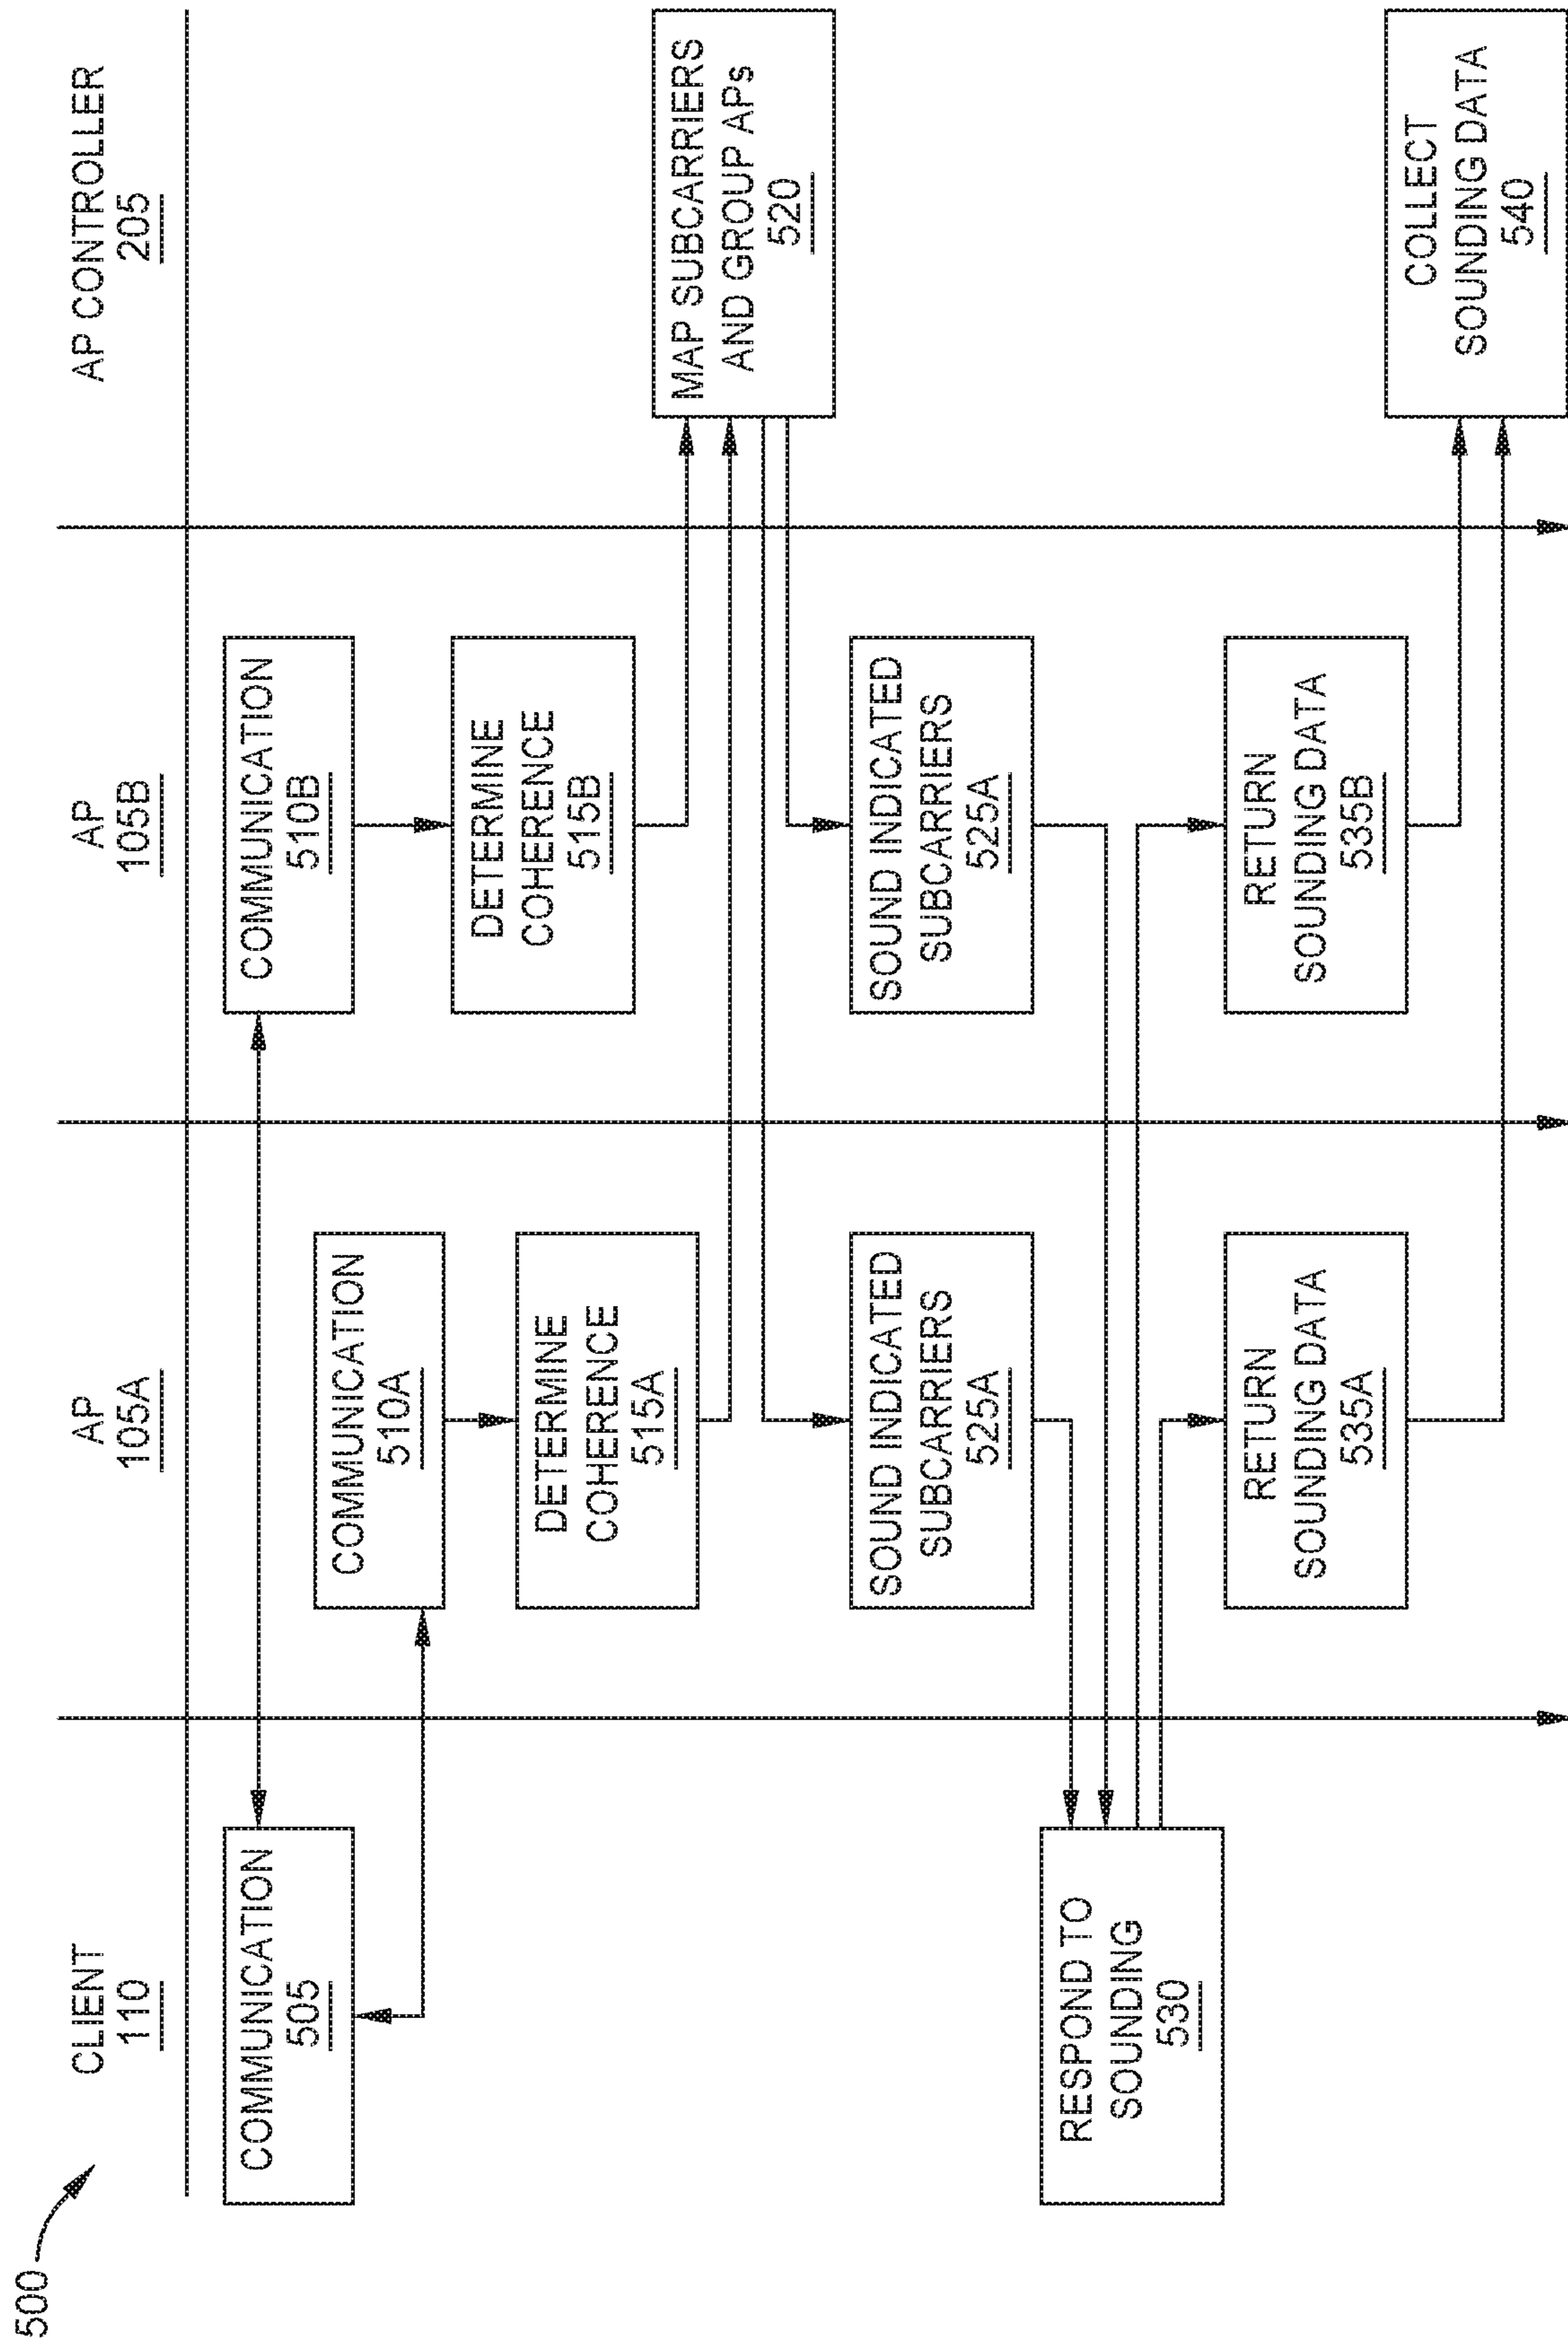 500
CLIENT
110
AP
105A
AP
105B
AP CONTROLLER
205
COMMUNICATION
505
COMMUNICATION
510B
COMMUNICATION
510A
DETERMINE
COHERENCE
515B
DETERMINE
COHERENCE
515A
MAP SUBCARRIERS
AND GROUP APs
520
SOUND INDICATED
SUBCARRIERS
525A
SOUND INDICATED
SUBCARRIERS
525A
RESPOND TO
SOUNDING
530
RETURN
SOUNDING DATA
535A
RETURN
SOUNDING DATA
535B
COLLECT
SOUNDING DATA
540